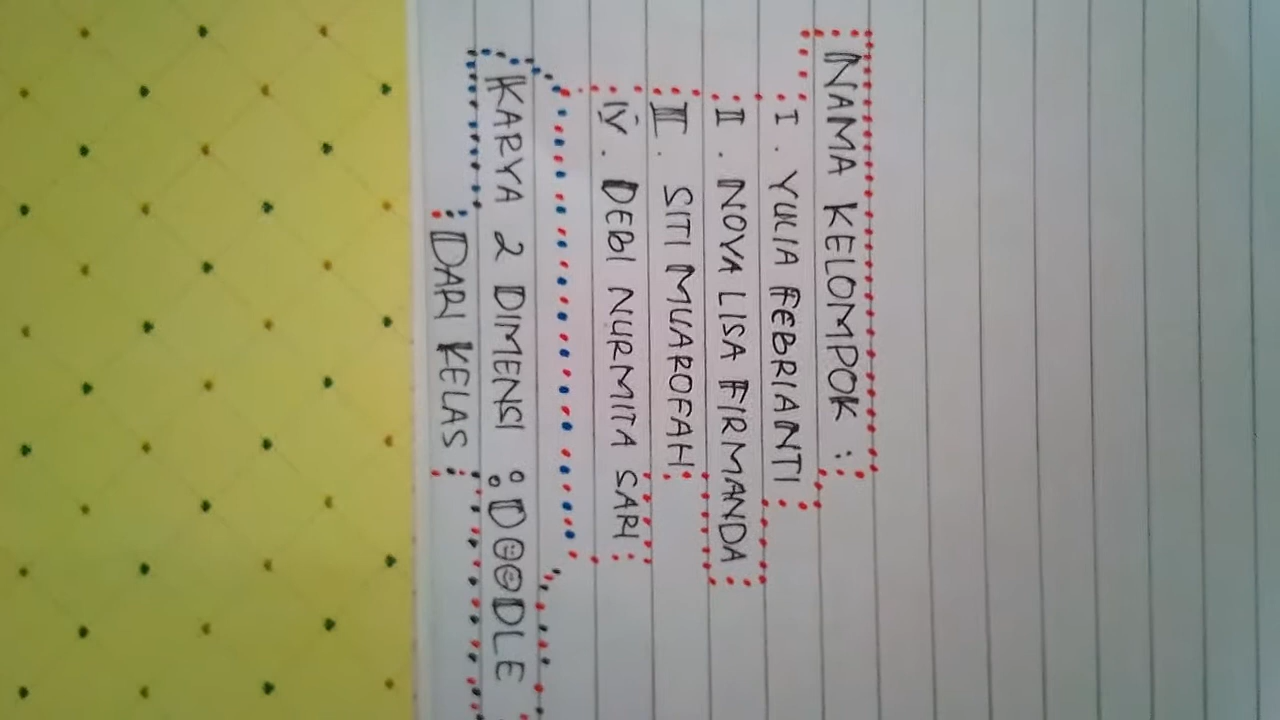 NAMA KELOMPOK :
I. YULIA FEBRIANTI
II. NOVA LISA FIRMANDA
III. SITI MUAROFAH
IV. DEBI NURMITA SARI
KARYA 2 DIMENSI : DOODLE
DARI KELAS